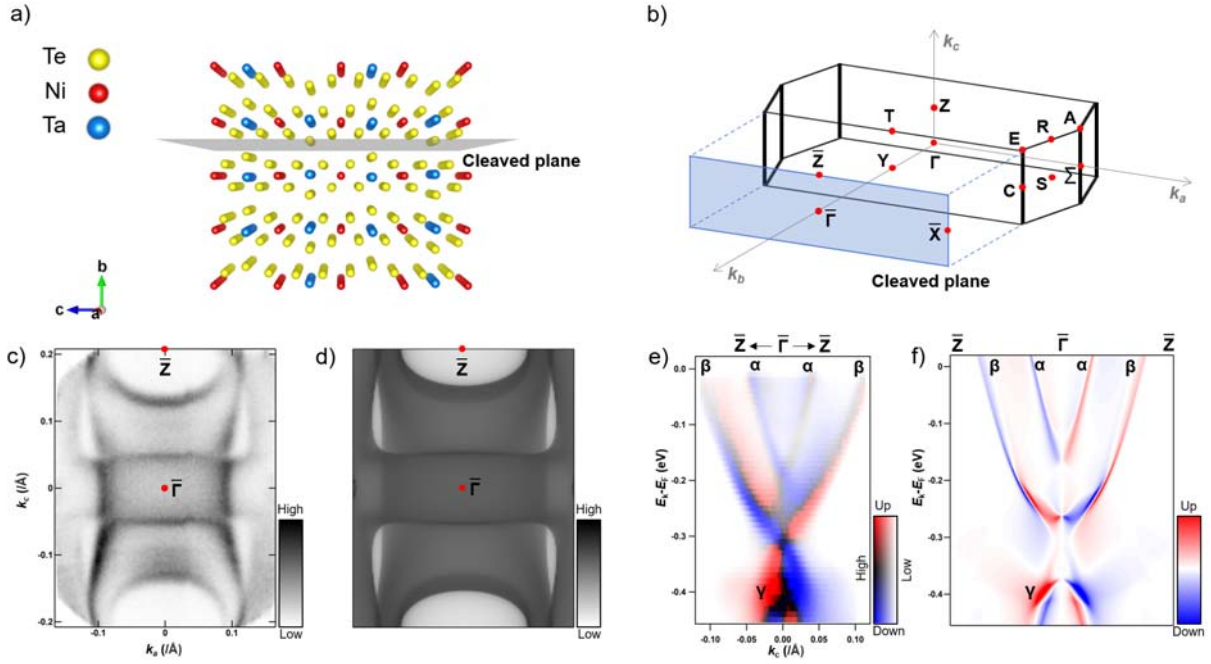 a)
Te
Ni
Ta
Cleaved plane
b
c
a
b)
k_c
Z
T
E
R
A
Z̅
Y
Γ
C
S
Σ
k_a
Γ̅
X̅
k_b
Cleaved plane
c)
0.2
0.1
0
-0.1
-0.2
k_c (/Å)
Z̅
Γ̅
High
Low
-0.1
0
0.1
k_a (/Å)
d)
Z̅
Γ̅
High
Low
e)
Z̅ ← Γ̅ → Z̅
β α α β
0.0
-0.1
-0.2
-0.3
-0.4
E_k-E_F (eV)
γ
-0.10 -0.05 0.00 0.05 0.10
k_c (/Å)
Up
High
Low
Down
f)
Z̅ Γ̅ Z̅
β α α β
0
-0.1
-0.2
-0.3
-0.4
E_k-E_F (eV)
γ
Up
Down